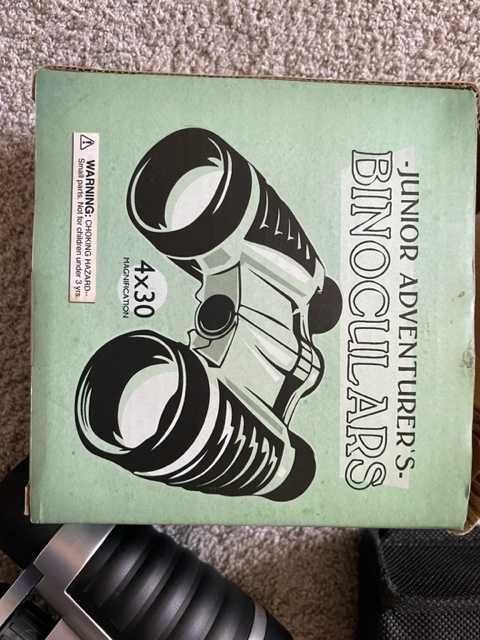 -JUNIOR ADVENTURER'S-
BINOCULARS
4x30
MAGNIFICATION
WARNING: CHOKING HAZARD--
Small parts. Not for children under 3 yrs.